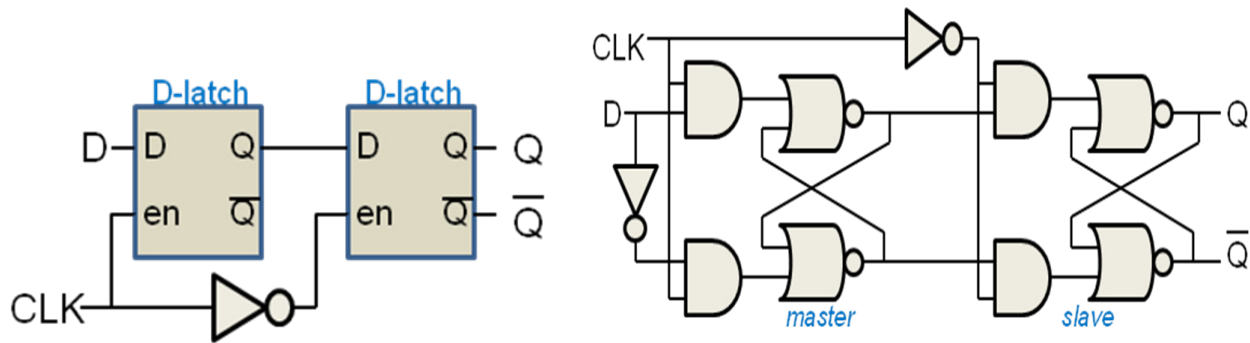 D-latch
D-latch
D
D
Q
D
Q
Q
en
Q̅
en
Q̅
Q̅
CLK
CLK
D
Q
Q̅
master
slave